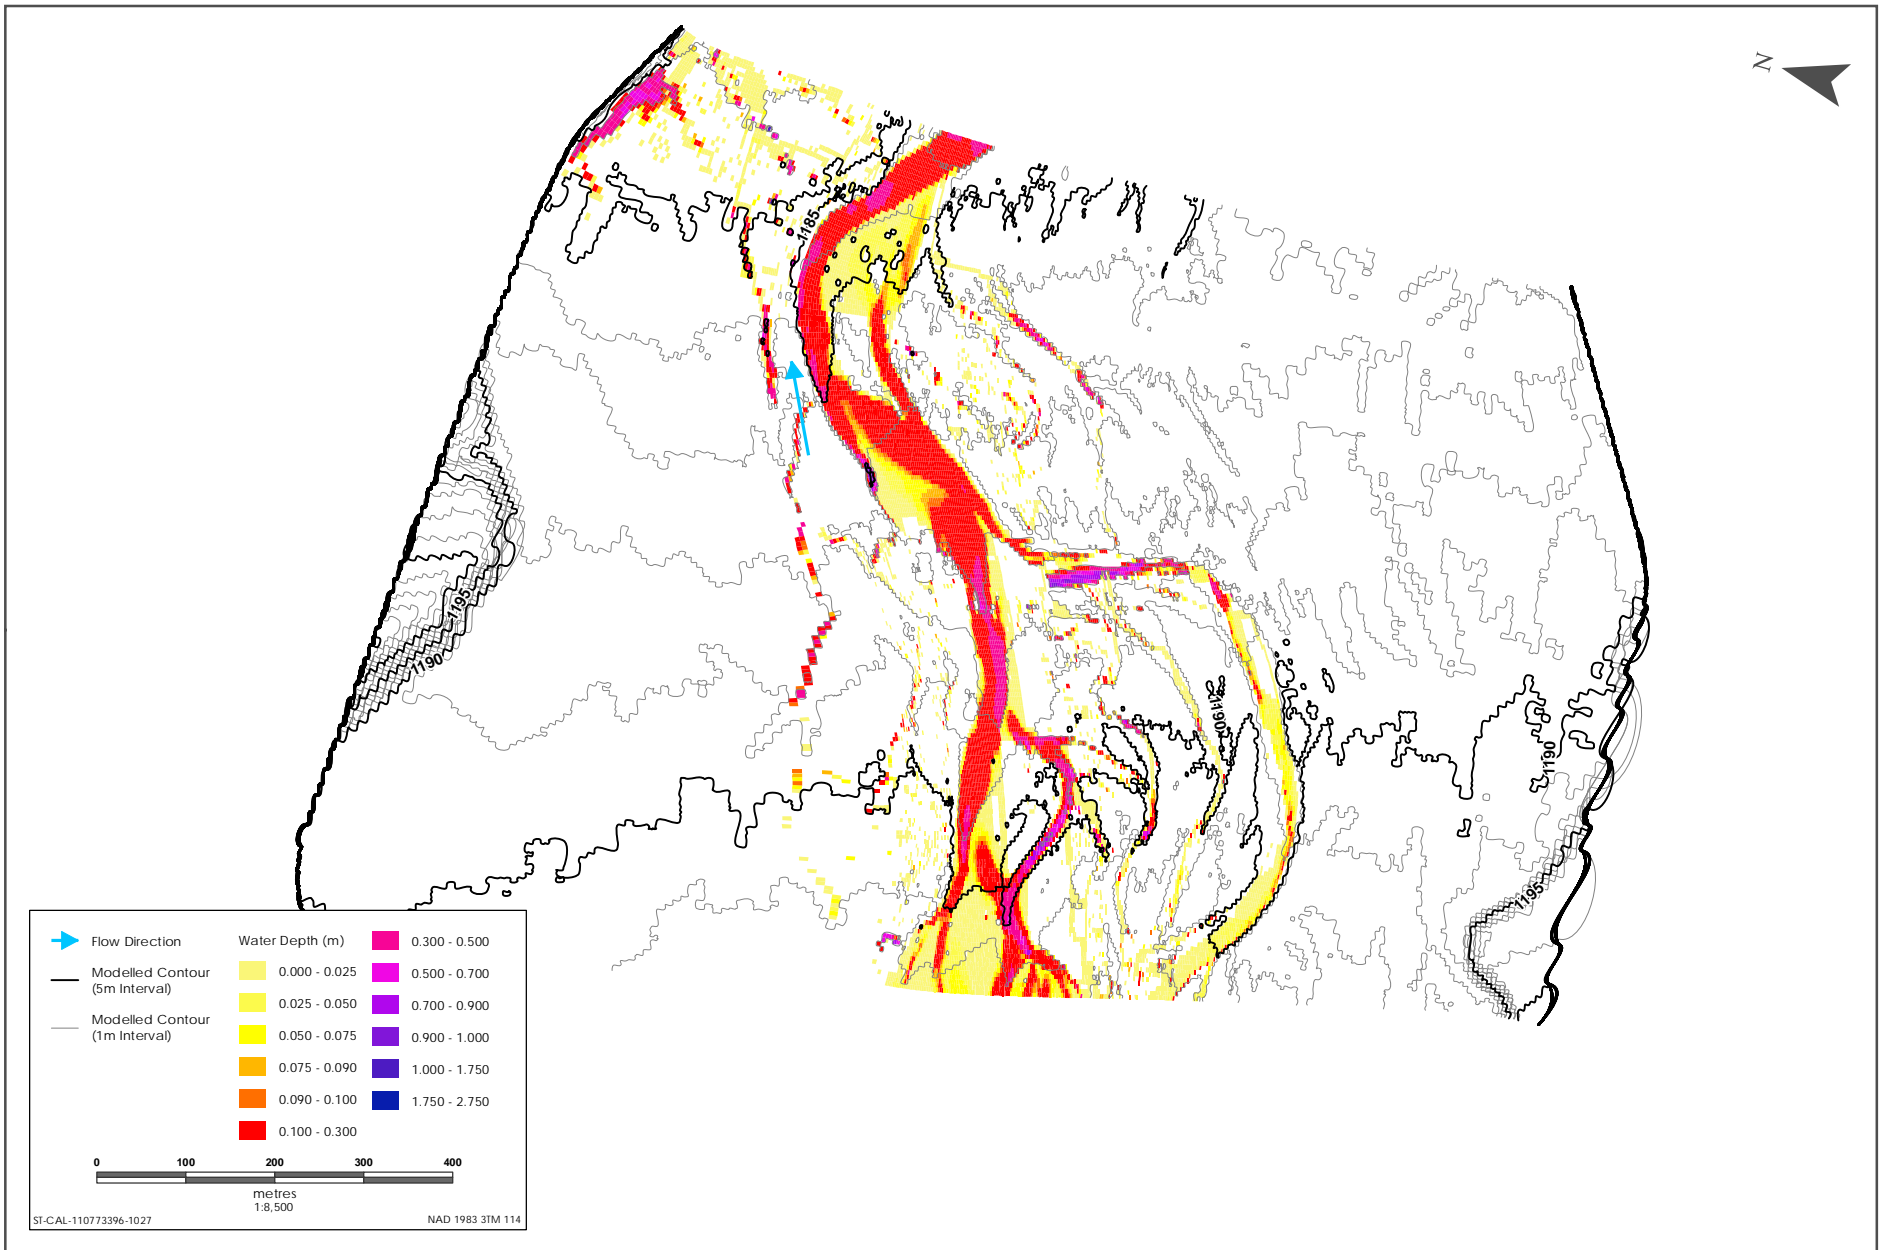 N
1185
1195
1190
1190
1190
1195
Flow Direction
Modelled Contour
(5m Interval)
Modelled Contour
(1m Interval)
Water Depth (m)
0.000 - 0.025
0.025 - 0.050
0.050 - 0.075
0.075 - 0.090
0.090 - 0.100
0.100 - 0.300
0.300 - 0.500
0.500 - 0.700
0.700 - 0.900
0.900 - 1.000
1.000 - 1.750
1.750 - 2.750
0 100 200 300 400
metres
1:8,500
ST-CAL-110773396-1027
NAD 1983 3TM 114